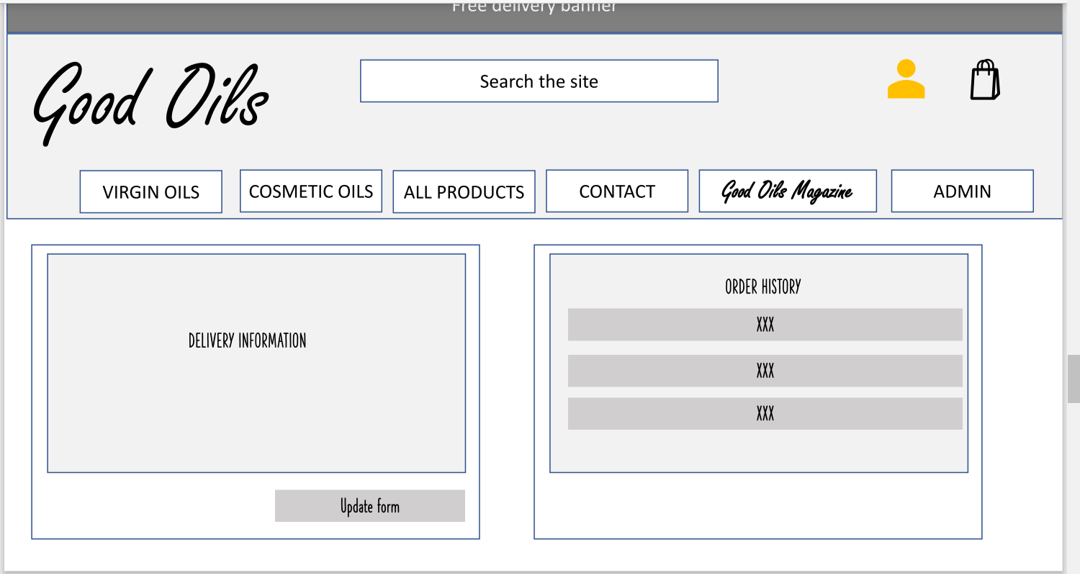 Free delivery banner
Good Oils
Search the site
VIRGIN OILS
COSMETIC OILS
ALL PRODUCTS
CONTACT
Good Oils Magazine
ADMIN
DELIVERY INFORMATION
Update form
ORDER HISTORY
XXX
XXX
XXX